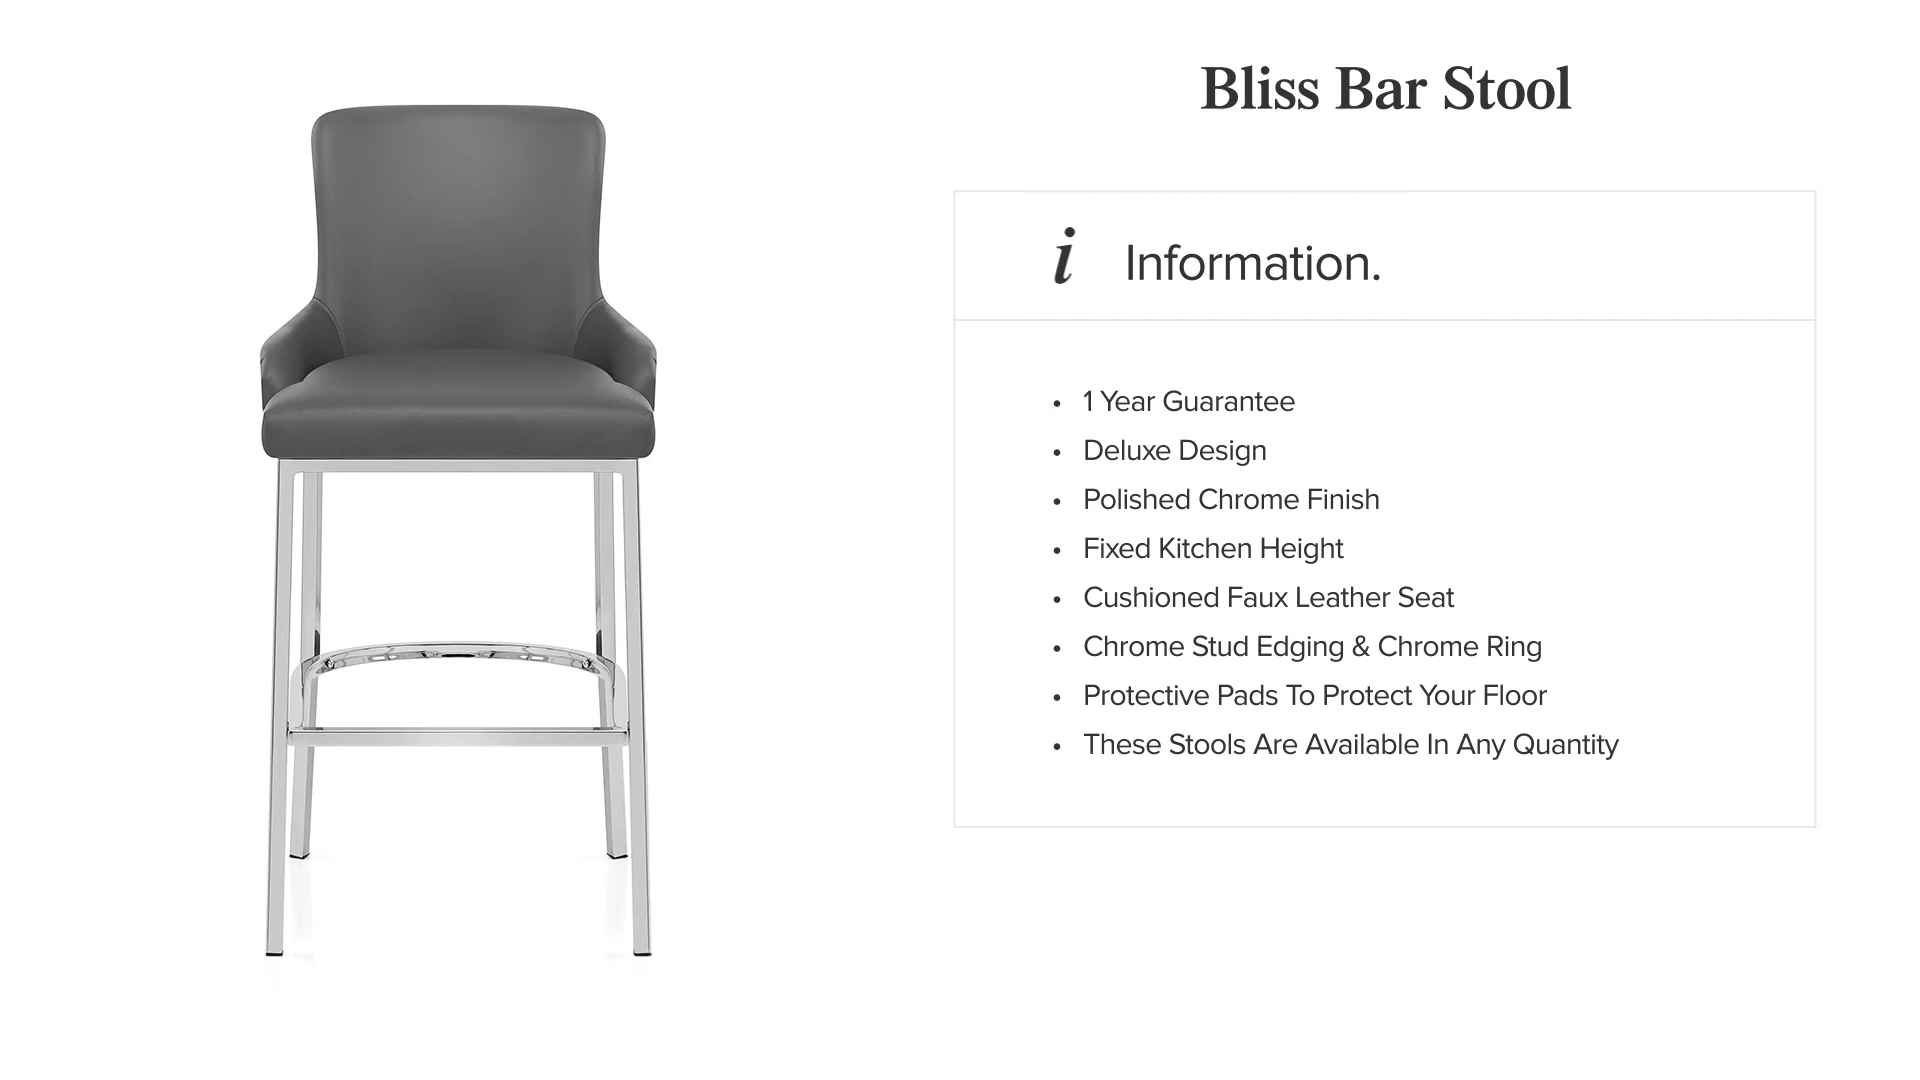 Bliss Bar Stool
i Information.
• 1 Year Guarantee
• Deluxe Design
• Polished Chrome Finish
• Fixed Kitchen Height
• Cushioned Faux Leather Seat
• Chrome Stud Edging & Chrome Ring
• Protective Pads To Protect Your Floor
• These Stools Are Available In Any Quantity